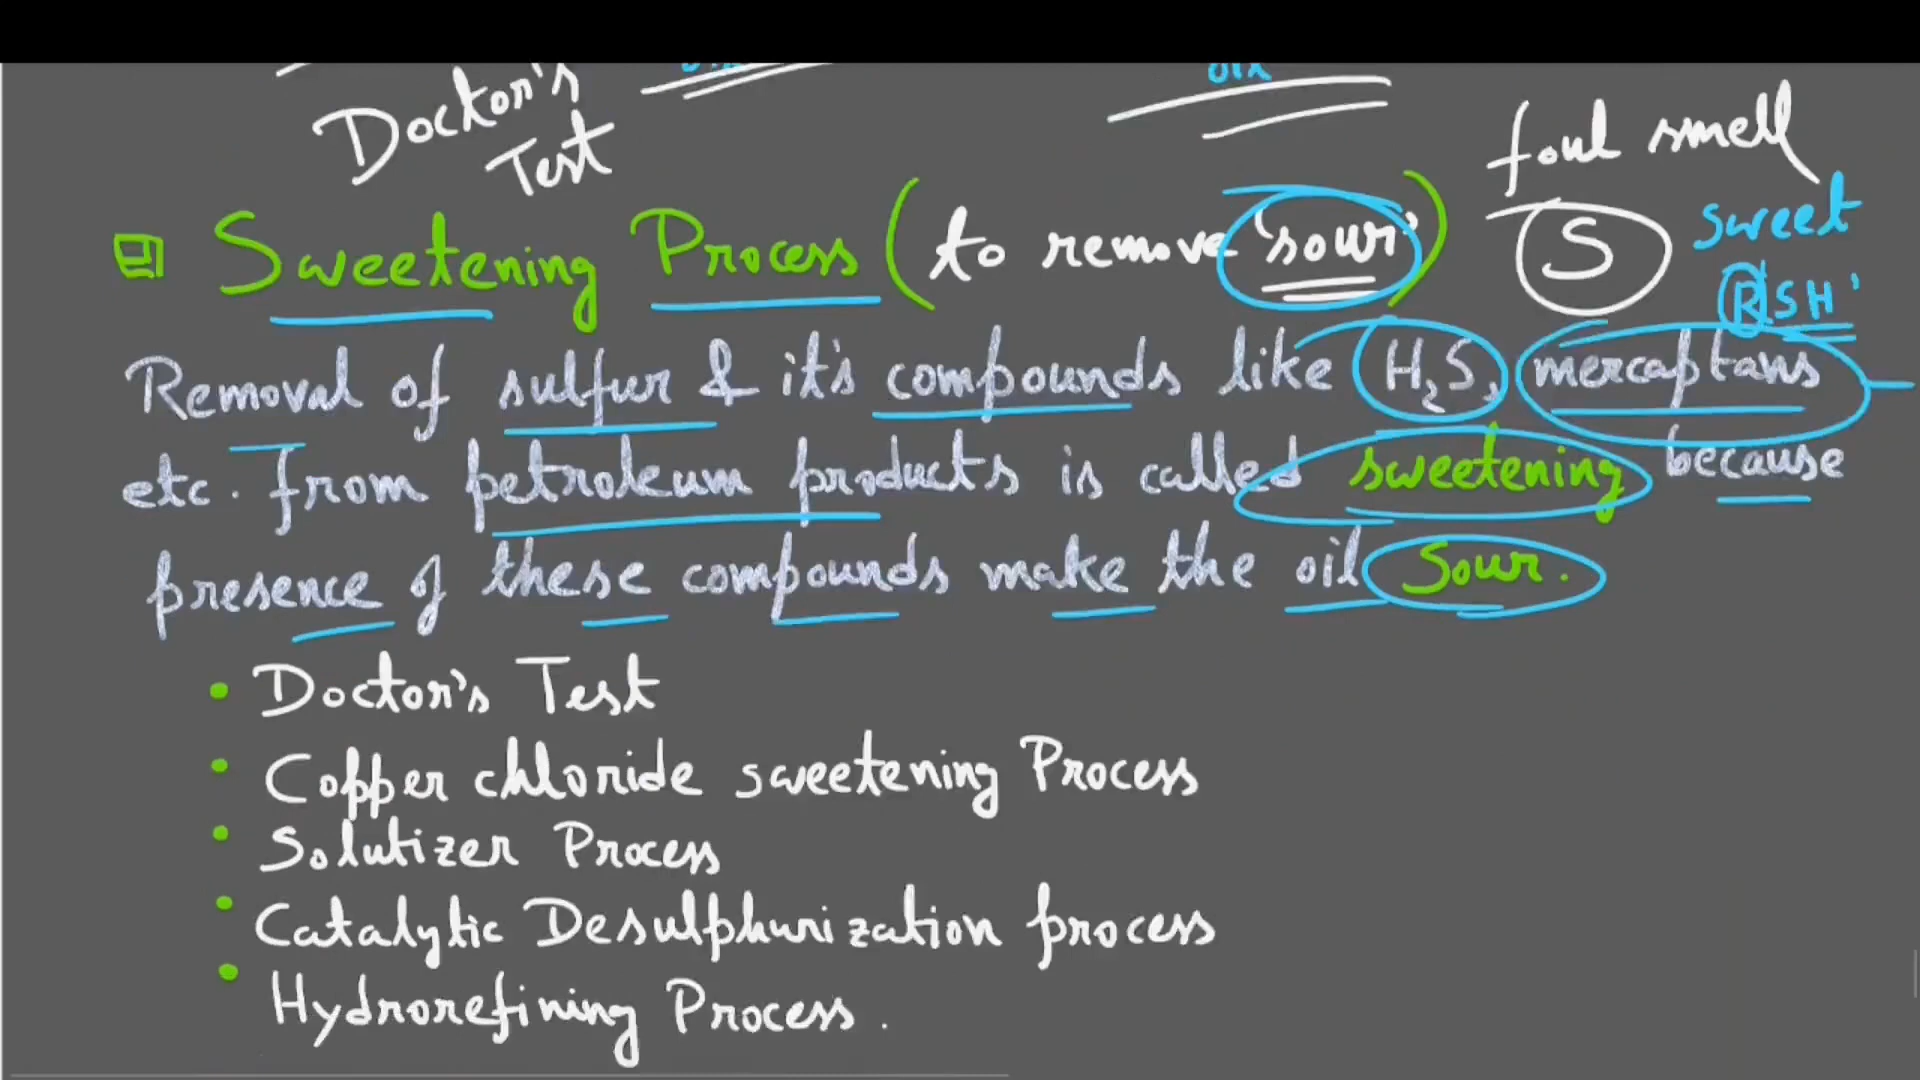 Doctor's
Test
foul smell
Sweetening Process (to remove 'sour')
S
sweet
RSH'
Removal of sulfur & it's compounds like H₂S, mercaptans
etc. from petroleum products is called sweetening because
presence of these compounds make the oil sour.
• Doctor's Test
• Copper chloride sweetening Process
• Solutizer Process
• Catalytic Desulphurization process
• Hydrorefining Process.